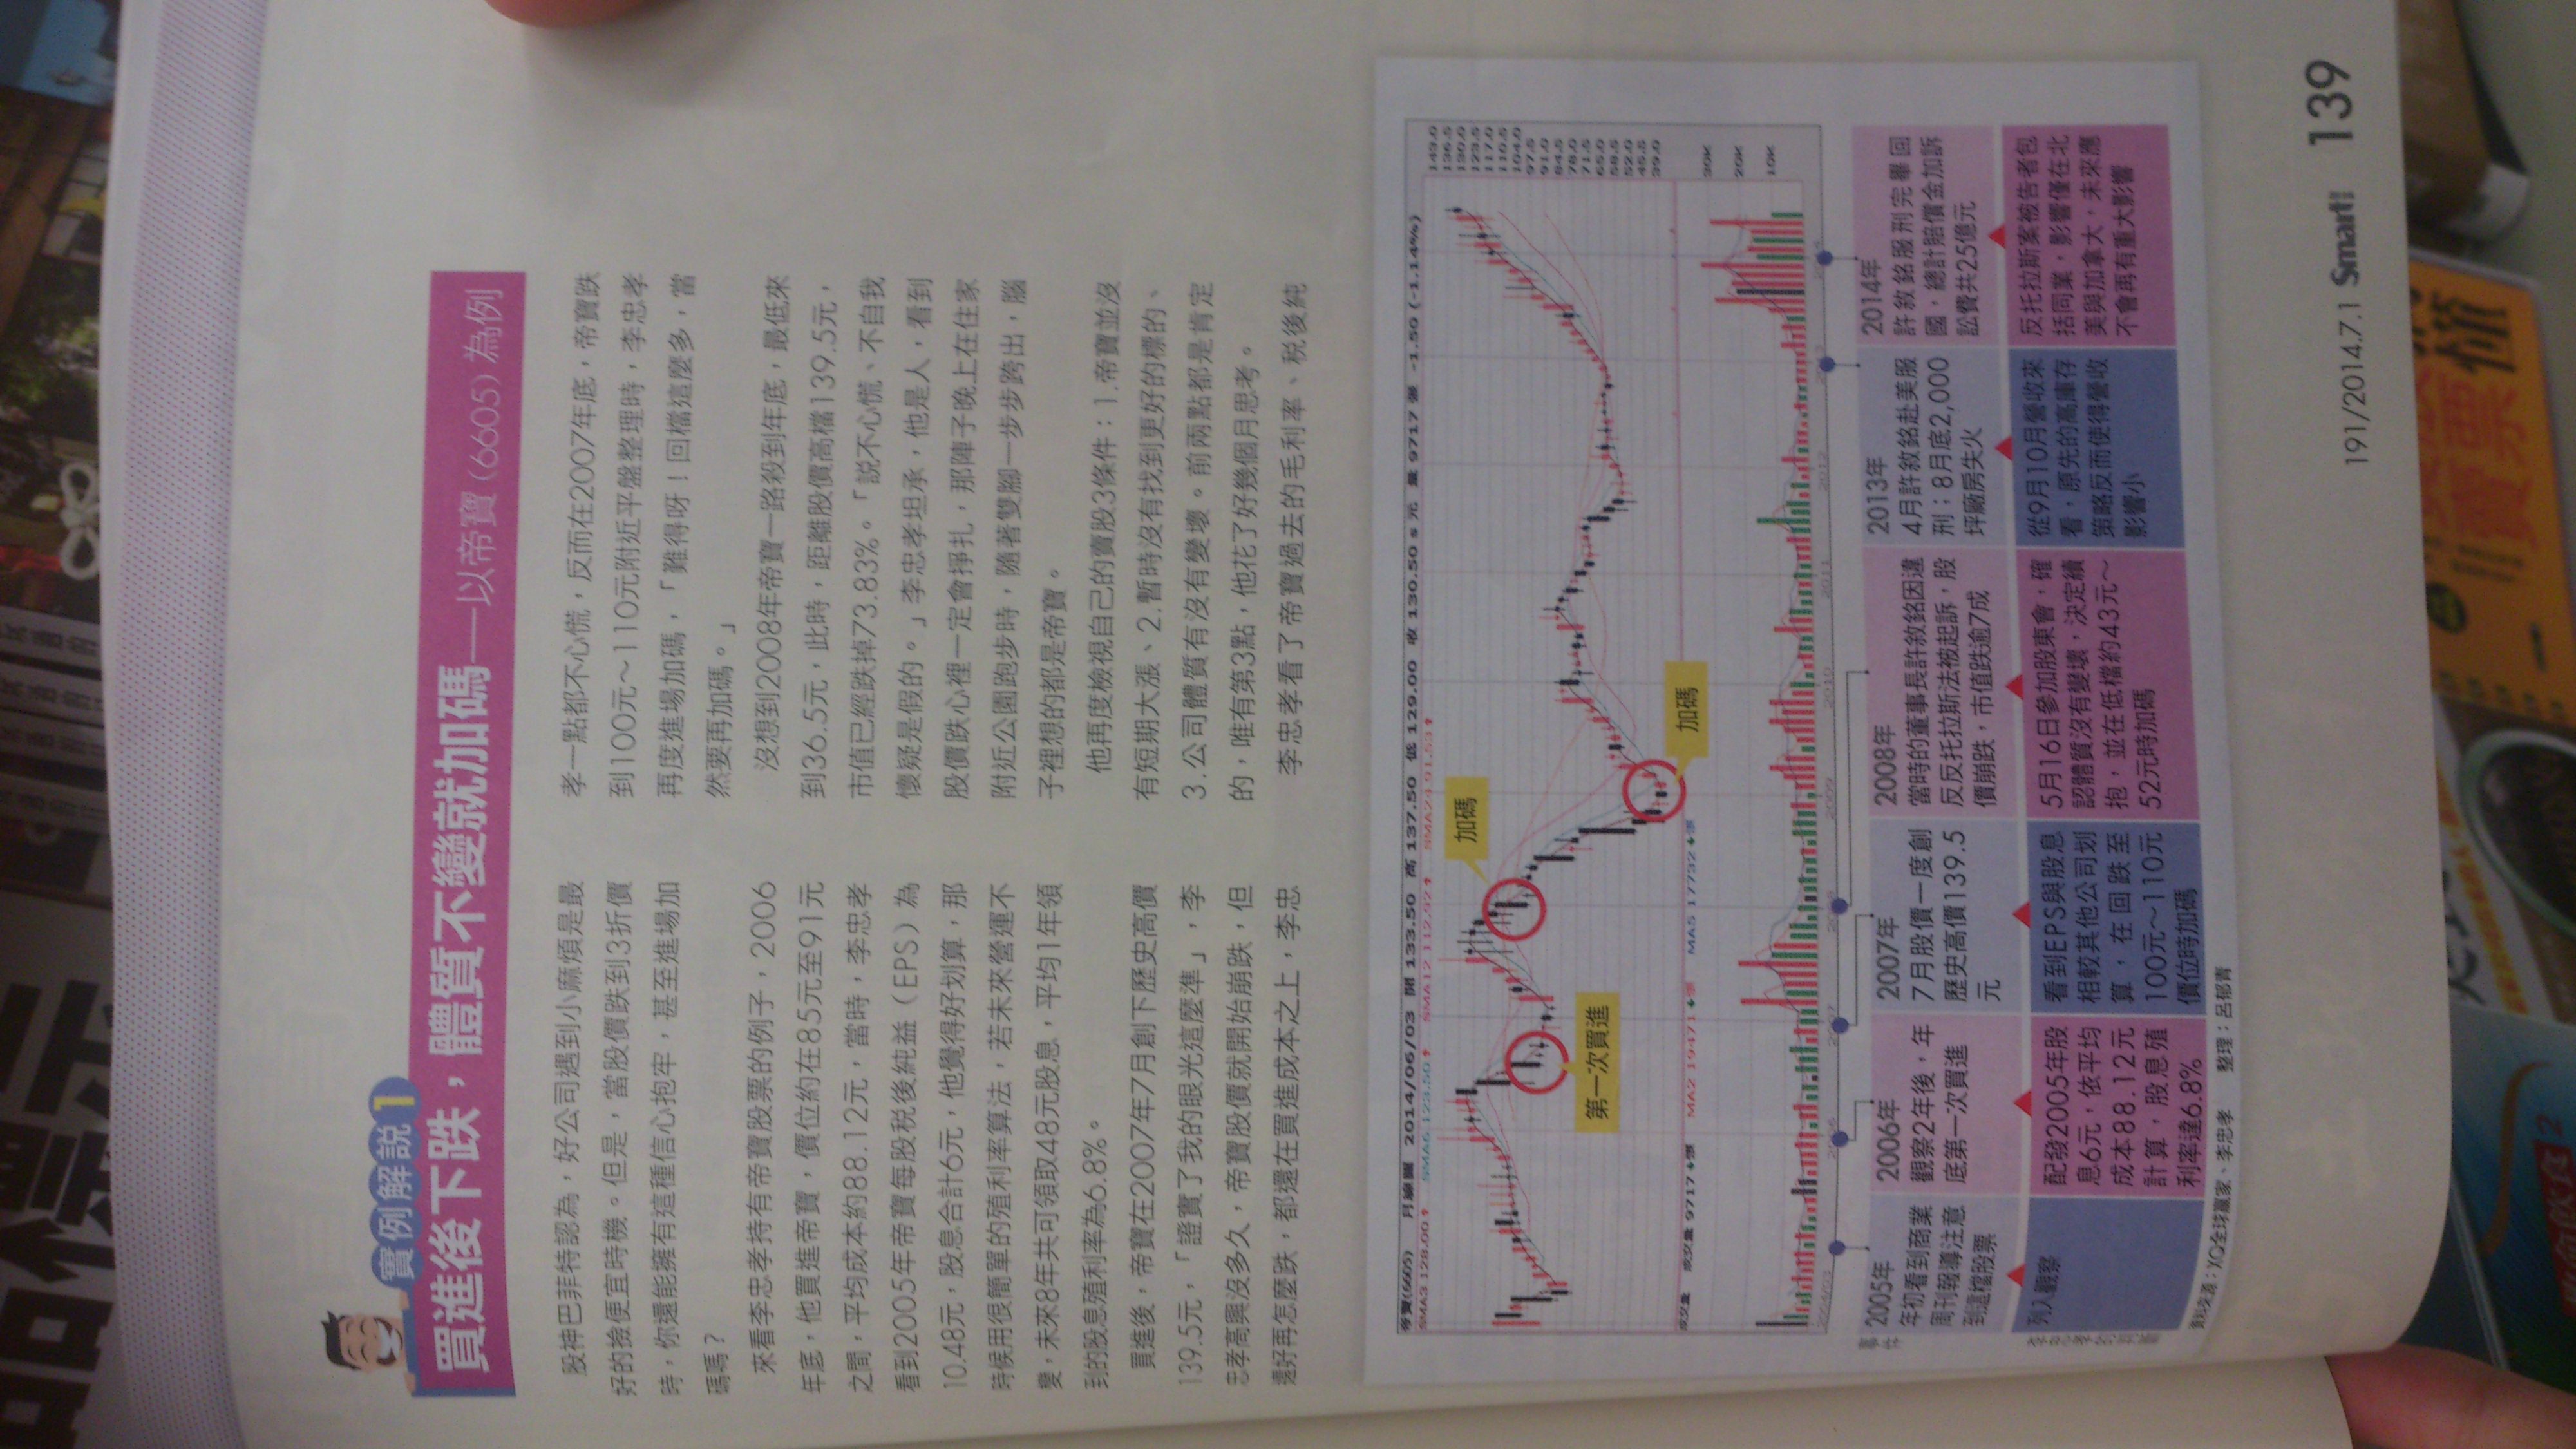 品標示
實例解説1
買進後下跌，體質不變就加碼——以帝寶(6605)為例
股神巴菲特認為，好公司遇到小麻煩是最
好的撿便宜時機。但是，當股價跌到3折價
時，你還能擁有這種信心抱牢，甚至進場加
碼嗎？
來看李忠孝持有帝寶股票的例子，2006
年底，他買進帝寶，價位約在85元至91元
之間，平均成本約88.12元，當時，李忠孝
看到2005年帝寶每股税後純益（EPS）為
10.48元，股息合計6元，他覺得好划算，那
時候用很簡單的殖利率算法，若未來營運不
變，未來8年共可領取48元股息，平均1年領
到的股息殖利率為6.8%。
買進後，帝寶在2007年7月創下歷史高價
139.5元，「證實了我的眼光這麼準」，李
忠孝高興沒多久，帝寶股價就開始崩跌，但
還好再怎麼跌，都還在買進成本之上，李忠
孝一點都不心慌，反而在2007年底，帝寶跌
到100元～110元附近平盤整理時，李忠孝
再度進場加碼，「難得呀！回檔這麼多，當
然要再加碼。」
沒想到2008年帝寶一路殺到年底，最低來
到36.5元，此時，距離股價高檔139.5元，
市值已經跌掉73.83%。「説不心慌、不自我
懷疑是假的。」李忠孝坦承，他是人，看到
股價跌心裡一定會掙扎，那陣子晚上在住家
附近公園跑步時，隨著雙腳一步步跨出，腦
子裡想的都是帝寶。
他再度檢視自己的賣股3條件：1.帝寶並沒
有短期大漲、2.暫時沒有找到更好的標的、
3.公司體質有沒有變壞。前兩點都是肯定
的，唯有第3點，他花了好幾個月思考。
李忠孝看了帝寶過去的毛利率、税後純
帝寶(6605) 月線圖 2014/06/03 開 133.50 高 137.50 低 129.00 收 130.50 s 元 量 9717 張 -1.50 (-1.14%)
SMA3 128.00↑ SMA6 123.50↑ SMA12 112.92↑ SMA24 91.53↑
143.0
136.5
130.0
123.5
117.0
110.5
104.0
97.5
91.0
84.5
78.0
71.5
65.0
58.5
52.0
45.5
39.0
加碼
第一次買進
加碼
成交量 成交量 9717↓張 MA2 19471↓張 MA5 17732↓張
30K
20K
10K
2004/03 2006 2007 2008 2009 2010 2011 2012 2013 2014
2005年
年初看到商業
周刊報導注意
到這檔股票
2006年
觀察2年後，年
底第一次買進
2007年
7月股價一度創
歷史高價139.5
元
2008年
當時的董事長許敘銘因違
反反托拉斯法被起訴，股
價崩跌，市值跌逾7成
2013年
4月許敘銘赴美服
刑；8月底2,000
坪廠房失火
2014年
許敘銘服刑完畢回
國，總計賠償金加訴
訟費共25億元
列入觀察
配發2005年股
息6元，依平均
成本88.12元
計算，股息殖
利率達6.8%
看到EPS與股息
相較其他公司划
算，在回跌至
100元～110元
價位時加碼
5月16日參加股東會，確
認體質沒有變壞，決定續
抱，並在低檔約43元～
52元時加碼
從9月10月營收來
看，原先的高庫存
策略反而使得營收
影響小
反托拉斯案被告者包
括同業，影響僅在北
美與加拿大，未來應
不會再有重大影響
資料來源：XQ全球贏家、李忠孝 整理：呂郁青
191/2014.7.1 Smart! 139
股票
懂